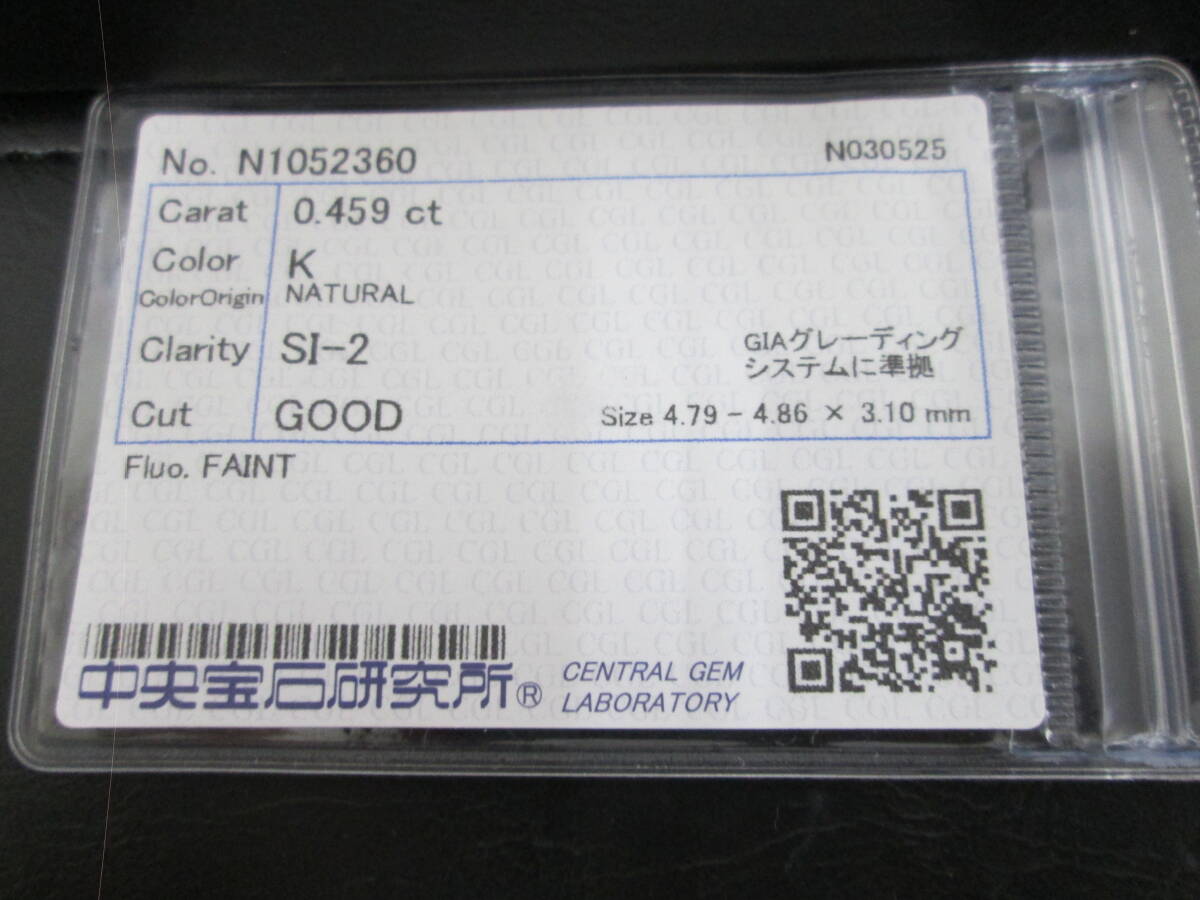 No. N1052360 N030525
Carat 0.459 ct
Color K
ColorOrigin NATURAL
Clarity SI-2
GIAグレーディング
システムに準拠
Cut GOOD Size 4.79 - 4.86 × 3.10 mm
Fluo. FAINT
中央宝石研究所® CENTRAL GEM
LABORATORY